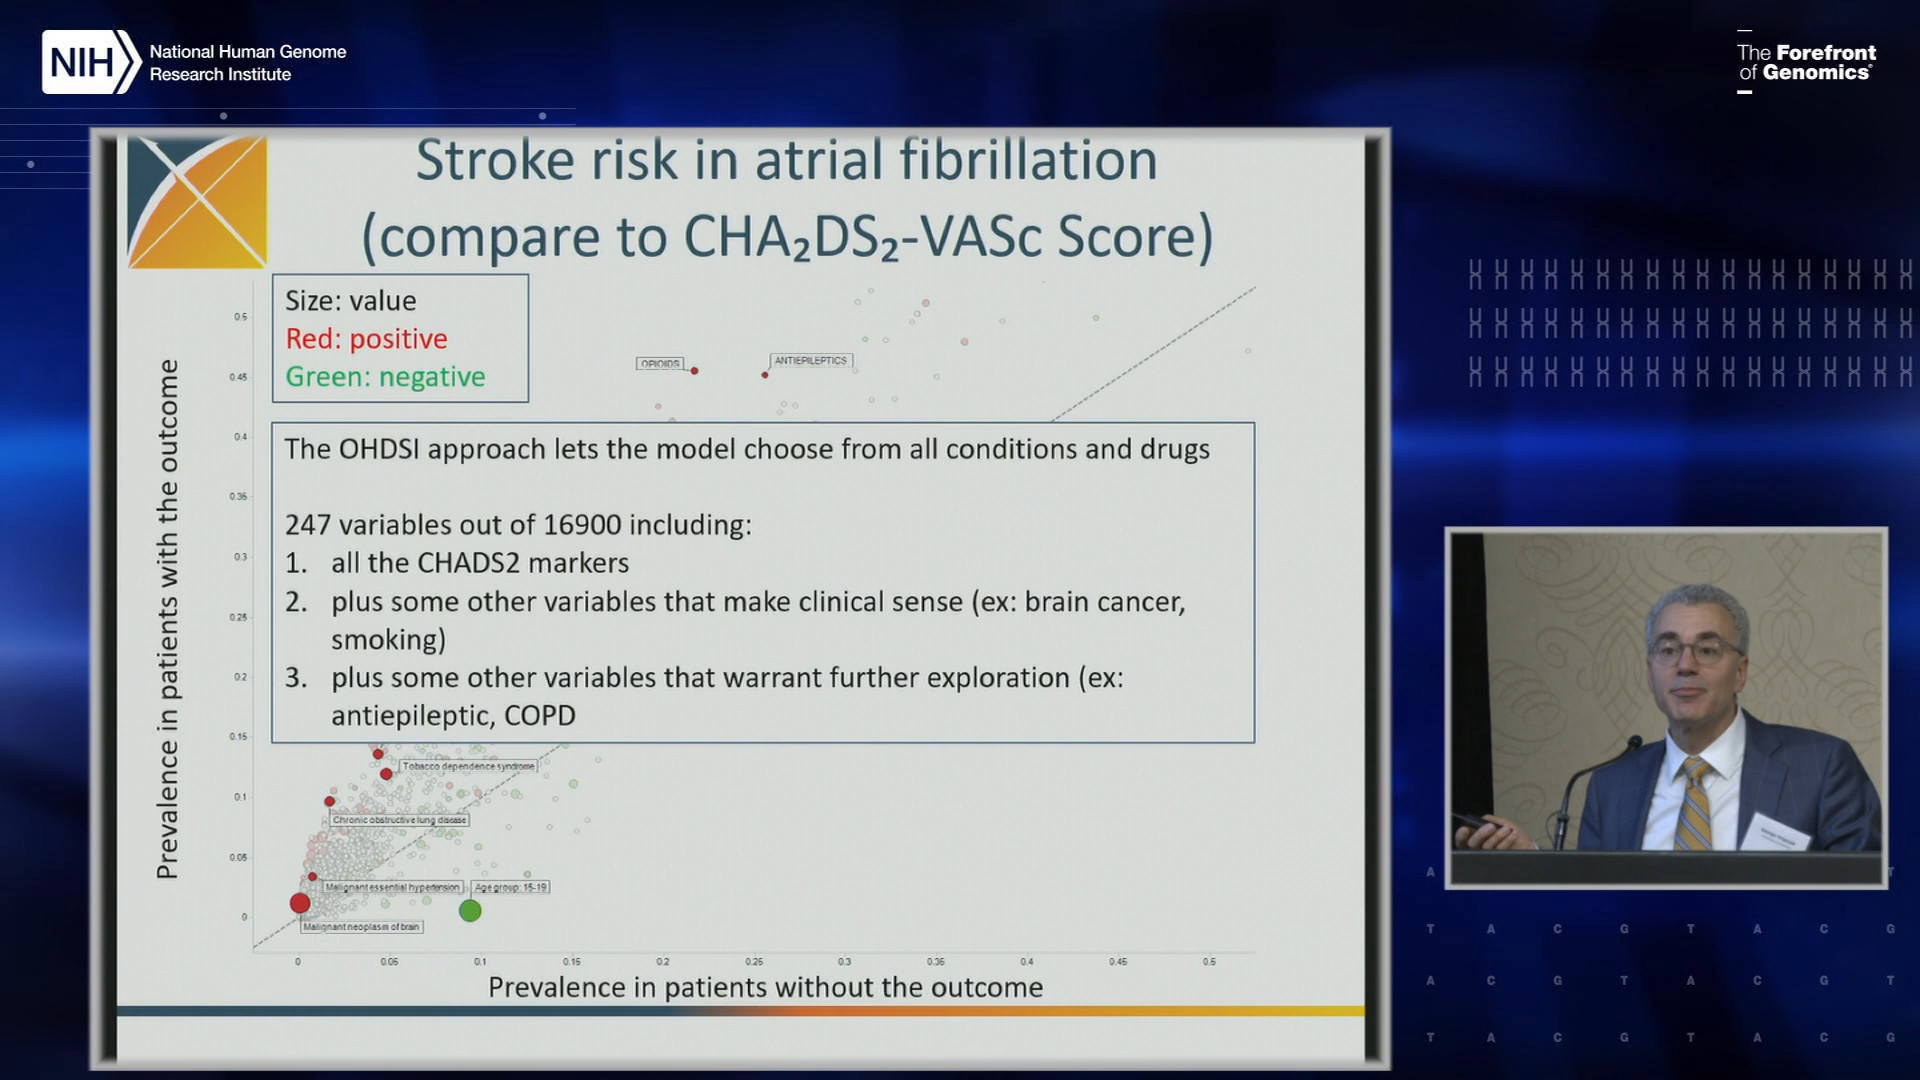 NIH
National Human Genome
Research Institute
The Forefront
of Genomics®
Stroke risk in atrial fibrillation
(compare to CHA₂DS₂-VASc Score)
Size: value
Red: positive
Green: negative
OPIOIDS
ANTIEPILEPTICS
The OHDSI approach lets the model choose from all conditions and drugs
247 variables out of 16900 including:
1. all the CHADS2 markers
2. plus some other variables that make clinical sense (ex: brain cancer,
smoking)
3. plus some other variables that warrant further exploration (ex:
antiepileptic, COPD
Tobacco dependence syndrome
Chronic obstructive lung disease
Malignant essential hypertension
Age group: 15-19
Malignant neoplasm of brain
Prevalence in patients with the outcome
0.5
0.45
0.4
0.35
0.3
0.25
0.2
0.15
0.1
0.05
0
0 0.05 0.1 0.15 0.2 0.25 0.3 0.35 0.4 0.45 0.5
Prevalence in patients without the outcome
A T
T A C G T A C G
A C G T A C G T
T A C G T A C G